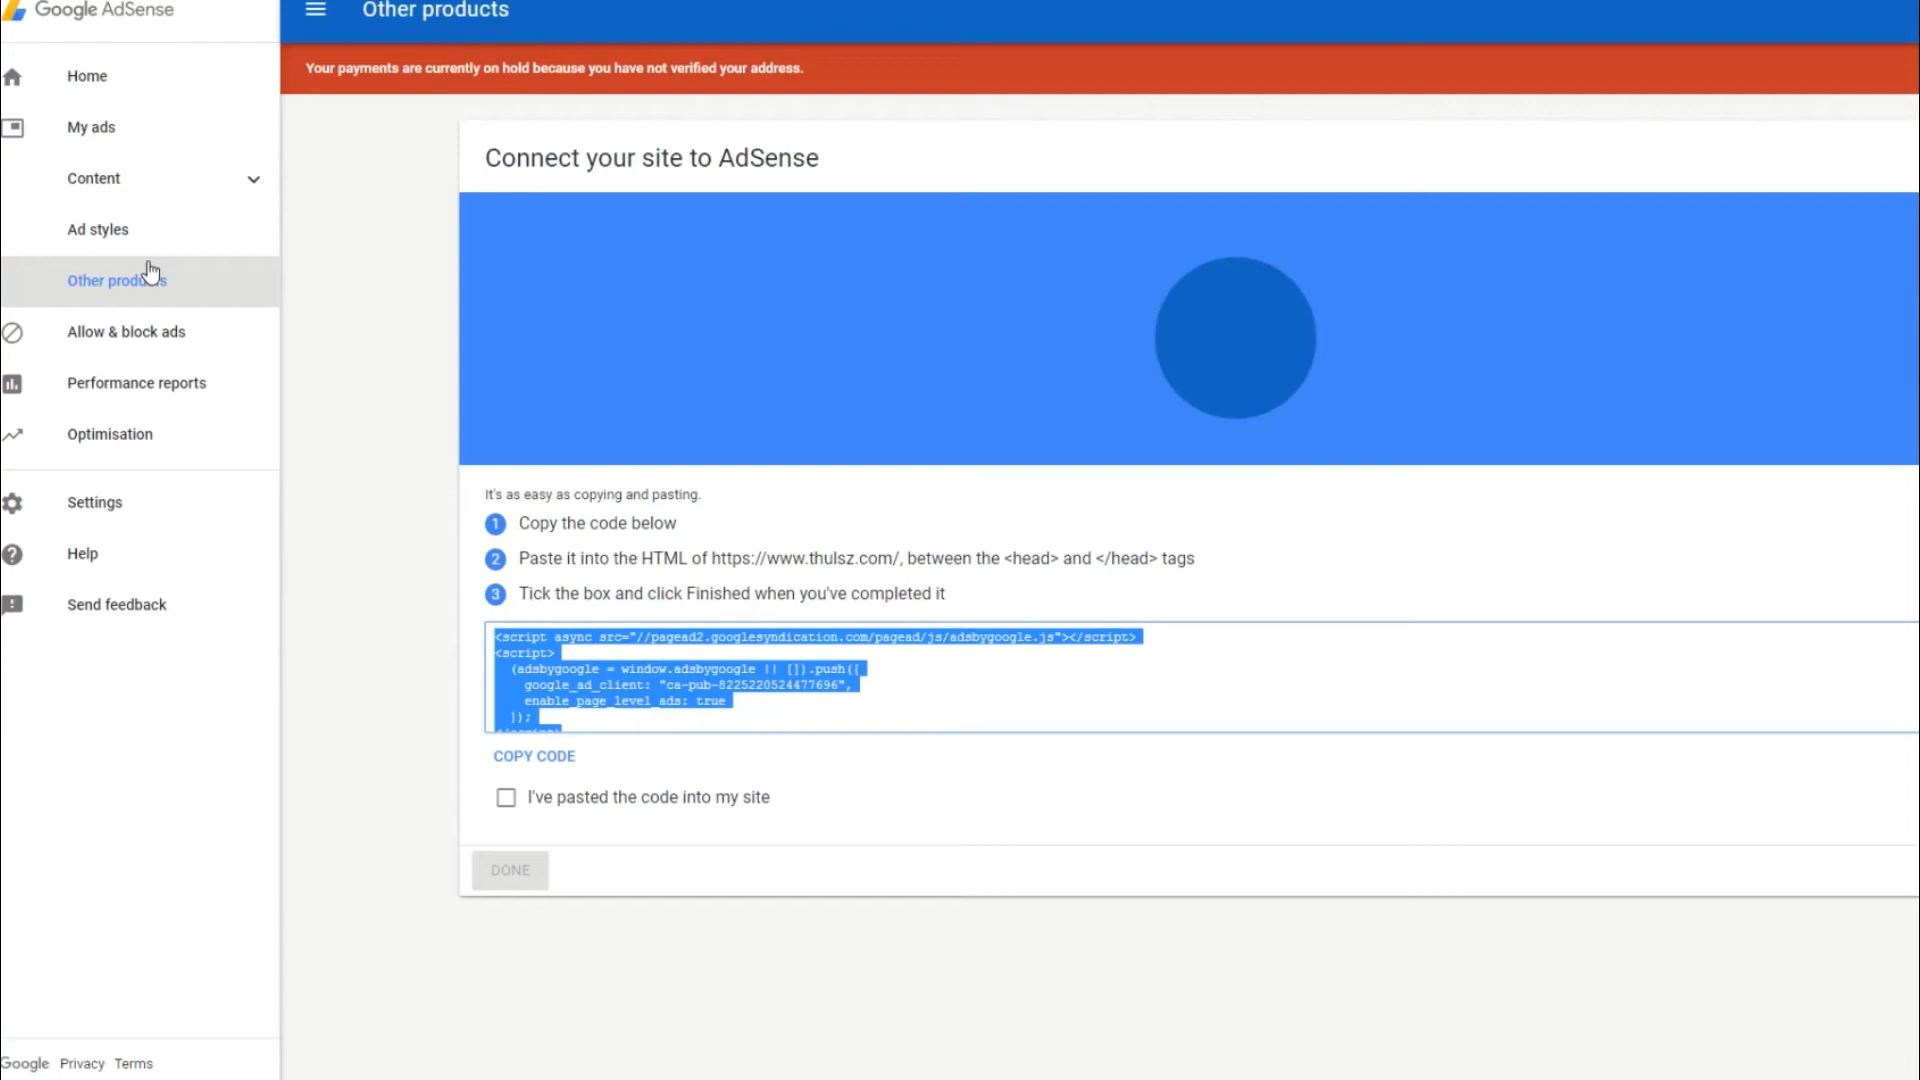 Google AdSense
Other products
Your payments are currently on hold because you have not verified your address.
Home
My ads
Content
Ad styles
Other products
Allow & block ads
Performance reports
Optimisation
Settings
Help
Send feedback
Google Privacy Terms
Connect your site to AdSense
It's as easy as copying and pasting.
1 Copy the code below
2 Paste it into the HTML of https://www.thulsz.com/, between the <head> and </head> tags
3 Tick the box and click Finished when you've completed it
<script async src="//pagead2.googlesyndication.com/pagead/js/adsbygoogle.js"></script>
<script>
(adsbygoogle = window.adsbygoogle || []).push({
google_ad_client: "ca-pub-8225220524477696",
enable_page_level_ads: true
});
</script>
COPY CODE
I've pasted the code into my site
DONE